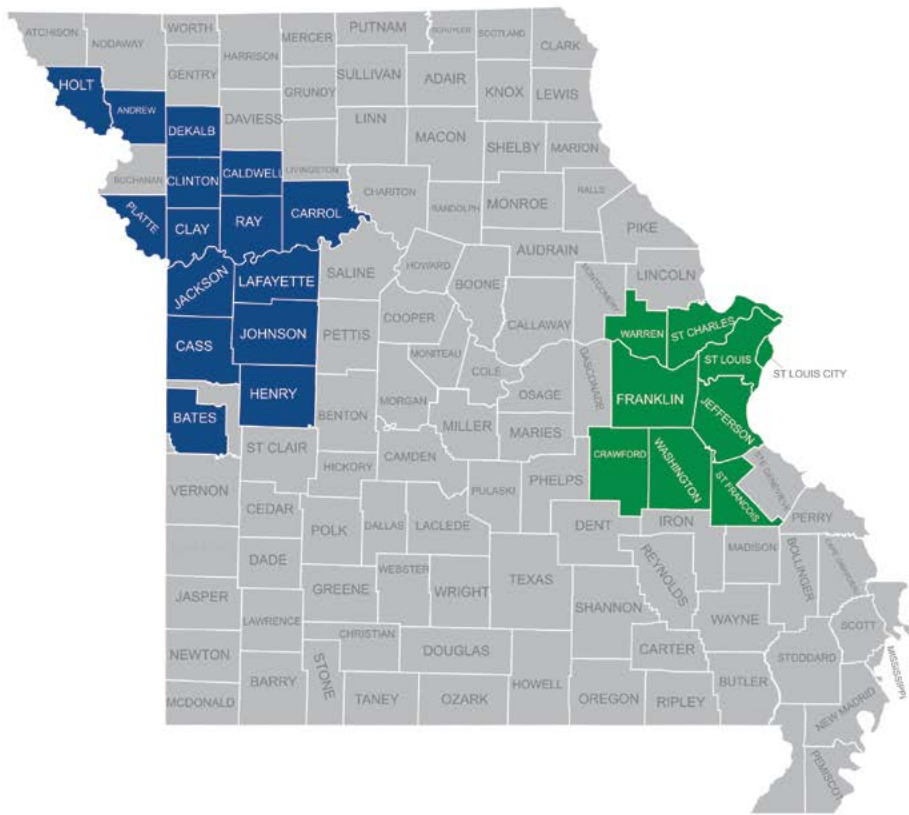 ATCHISON
NODAWAY
WORTH
HARRISON
MERCER
PUTNAM
SCHUYLER
SCOTLAND
CLARK
HOLT
ANDREW
GENTRY
GRUNDY
SULLIVAN
ADAIR
KNOX
LEWIS
DEKALB
DAVIESS
LINN
MACON
SHELBY
MARION
BUCHANAN
CLINTON
CALDWELL
LIVINGSTON
CHARITON
RANDOLPH
MONROE
RALLS
PLATTE
CLAY
RAY
CARROL
PIKE
AUDRAIN
JACKSON
LAFAYETTE
SALINE
HOWARD
BOONE
MONTGOMERY
LINCOLN
CASS
JOHNSON
PETTIS
COOPER
CALLAWAY
WARREN
ST CHARLES
MONITEAU
COLE
GASCONADE
ST LOUIS
ST LOUIS CITY
BATES
HENRY
BENTON
MORGAN
MILLER
OSAGE
FRANKLIN
JEFFERSON
ST CLAIR
HICKORY
CAMDEN
MARIES
CRAWFORD
WASHINGTON
ST FRANCOIS
STE GENEVIEVE
VERNON
CEDAR
POLK
DALLAS
LACLEDE
PULASKI
PHELPS
DENT
IRON
PERRY
DADE
GREENE
WEBSTER
WRIGHT
TEXAS
REYNOLDS
MADISON
BOLLINGER
JASPER
LAWRENCE
CHRISTIAN
SHANNON
WAYNE
SCOTT
NEWTON
BARRY
STONE
DOUGLAS
HOWELL
CARTER
BUTLER
STODDARD
MISSISSIPPI
MCDONALD
TANEY
OZARK
OREGON
RIPLEY
NEW MADRID
PEMISCOT